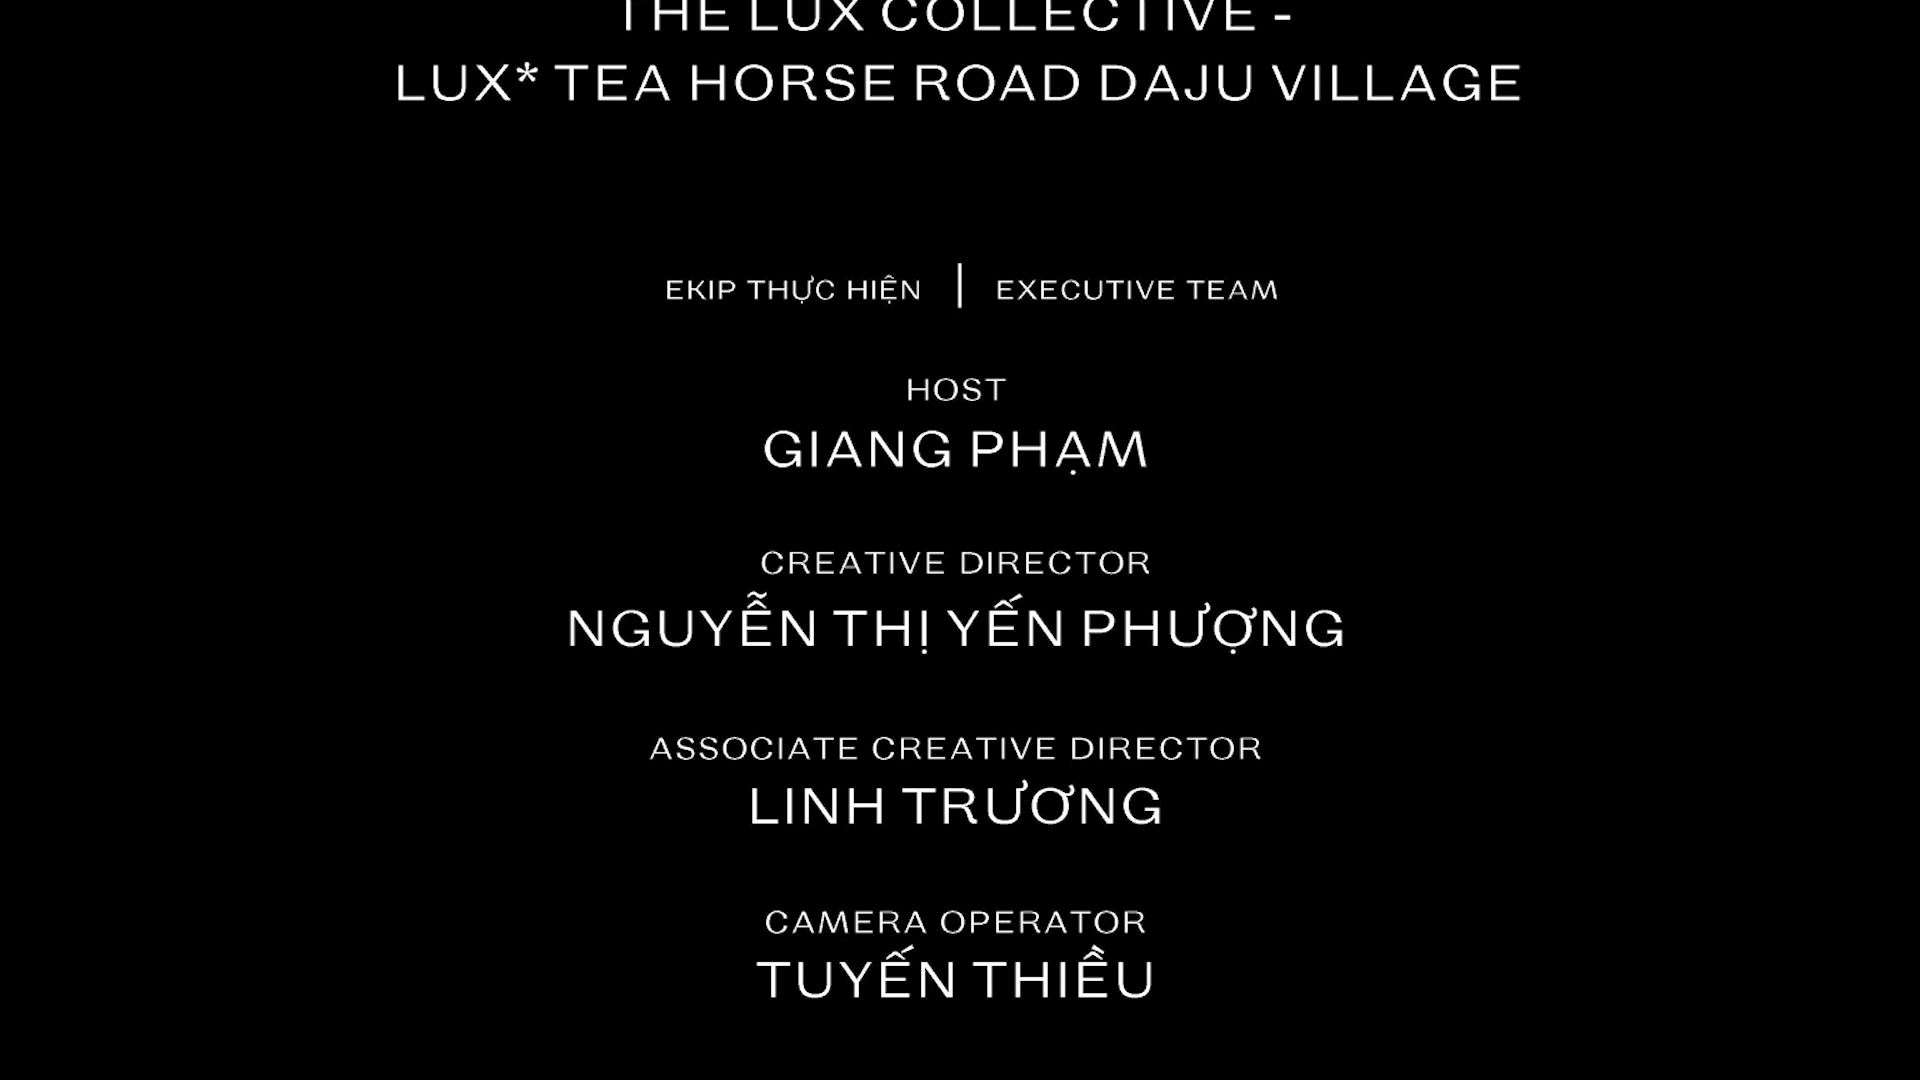 THE LUX COLLECTIVE -
LUX* TEA HORSE ROAD DAJU VILLAGE
EKIP THỰC HIỆN | EXECUTIVE TEAM
HOST
GIANG PHẠM
CREATIVE DIRECTOR
NGUYỄN THỊ YẾN PHƯỢNG
ASSOCIATE CREATIVE DIRECTOR
LINH TRƯƠNG
CAMERA OPERATOR
TUYẾN THIỀU